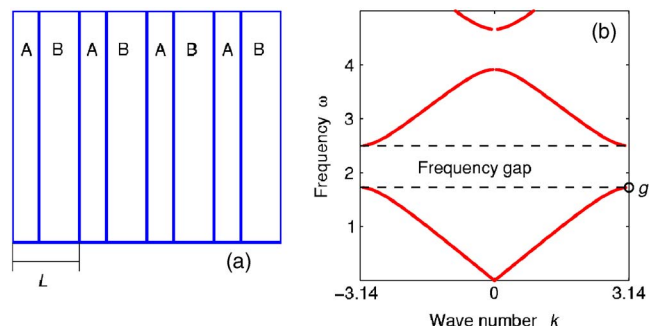 A B A B A B A B
L
(a)
(b)
Frequency ω
4
3
2
1
Frequency gap
g
-3.14 0 3.14
Wave number k